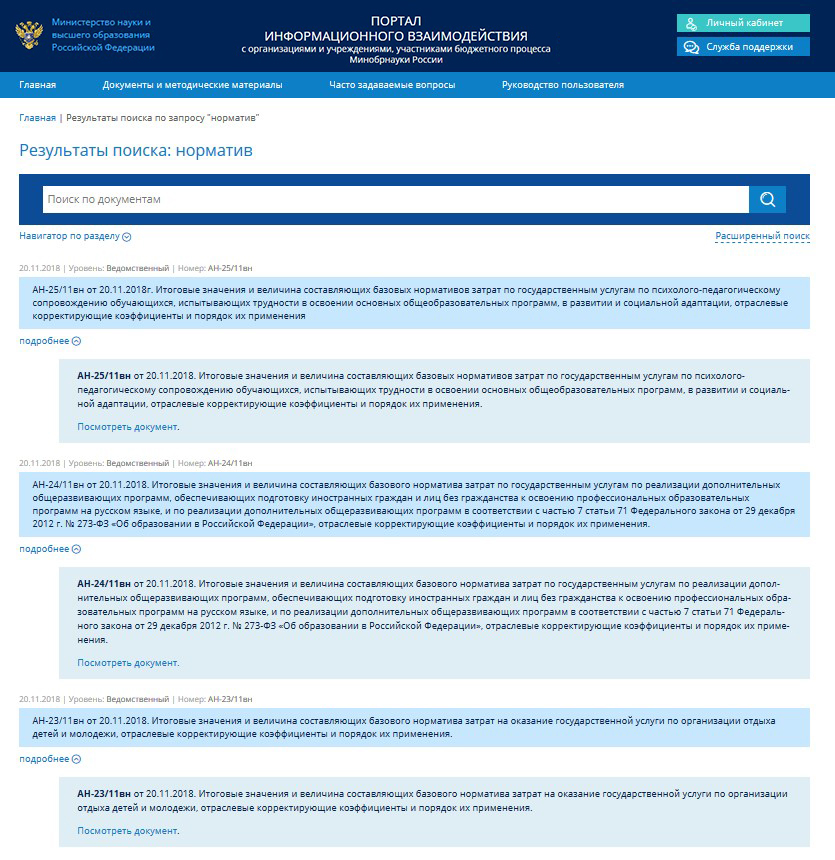 Министерство науки и
высшего образования
Российской Федерации
ПОРТАЛ
ИНФОРМАЦИОННОГО ВЗАИМОДЕЙСТВИЯ
с организациями и учреждениями, участниками бюджетного процесса
Минобрнауки России
Личный кабинет
Служба поддержки
Главная Документы и методические материалы Часто задаваемые вопросы Руководство пользователя
Главная | Результаты поиска по запросу "норматив"
Результаты поиска: норматив
Поиск по документам
Навигатор по разделу Расширенный поиск
20.11.2018 | Уровень: Ведомственный | Номер: АН-25/11вн
АН-25/11вн от 20.11.2018г. Итоговые значения и величина составляющих базовых нормативов затрат по государственным услугам по психолого-педагогическому
сопровождению обучающихся, испытывающих трудности в освоении основных общеобразовательных программ, в развитии и социальной адаптации, отраслевые
корректирующие коэффициенты и порядок их применения
подробнее
АН-25/11вн от 20.11.2018. Итоговые значения и величина составляющих базовых нормативов затрат по государственным услугам по психолого-
педагогическому сопровождению обучающихся, испытывающих трудности в освоении основных общеобразовательных программ, в развитии и социаль-
ной адаптации, отраслевые корректирующие коэффициенты и порядок их применения.
Посмотреть документ.
20.11.2018 | Уровень: Ведомственный | Номер: АН-24/11вн
АН-24/11вн от 20.11.2018. Итоговые значения и величина составляющих базового норматива затрат по государственным услугам по реализации дополнительных
общеразвивающих программ, обеспечивающих подготовку иностранных граждан и лиц без гражданства к освоению профессиональных образовательных
программ на русском языке, и по реализации дополнительных общеразвивающих программ в соответствии с частью 7 статьи 71 Федерального закона от 29 декабря
2012 г. № 273-ФЗ «Об образовании в Российской Федерации», отраслевые корректирующие коэффициенты и порядок их применения.
подробнее
АН-24/11вн от 20.11.2018. Итоговые значения и величина составляющих базового норматива затрат по государственным услугам по реализации допол-
нительных общеразвивающих программ, обеспечивающих подготовку иностранных граждан и лиц без гражданства к освоению профессиональных обра-
зовательных программ на русском языке, и по реализации дополнительных общеразвивающих программ в соответствии с частью 7 статьи 71 Федераль-
ного закона от 29 декабря 2012 г. № 273-ФЗ «Об образовании в Российской Федерации», отраслевые корректирующие коэффициенты и порядок их приме-
нения.
Посмотреть документ.
20.11.2018 | Уровень: Ведомственный | Номер: АН-23/11вн
АН-23/11вн от 20.11.2018. Итоговые значения и величина составляющих базового норматива затрат на оказание государственной услуги по организации отдыха
детей и молодежи, отраслевые корректирующие коэффициенты и порядок их применения.
подробнее
АН-23/11вн от 20.11.2018. Итоговые значения и величина составляющих базового норматива затрат на оказание государственной услуги по организации
отдыха детей и молодежи, отраслевые корректирующие коэффициенты и порядок их применения.
Посмотреть документ.